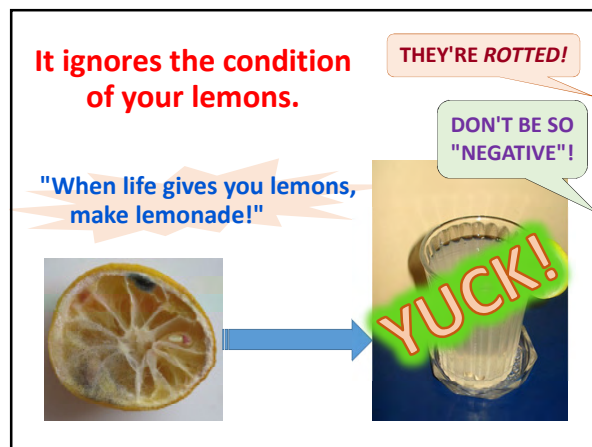 It ignores the condition
of your lemons.
THEY'RE ROTTED!
DON'T BE SO
"NEGATIVE"!
"When life gives you lemons,
make lemonade!"
YUCK!